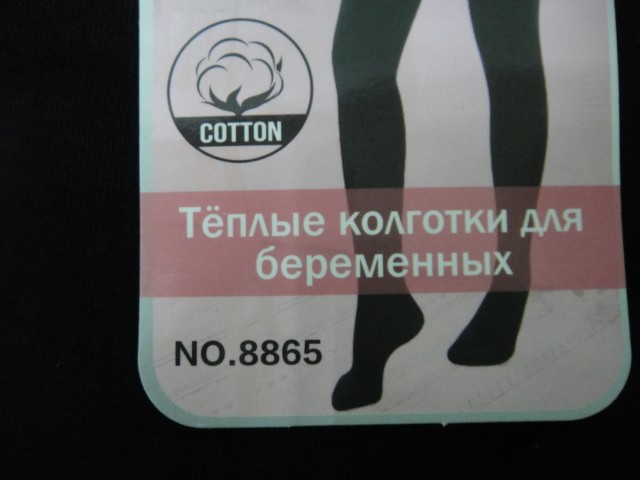 COTTON
Тёплые колготки для
беременных
NO.8865